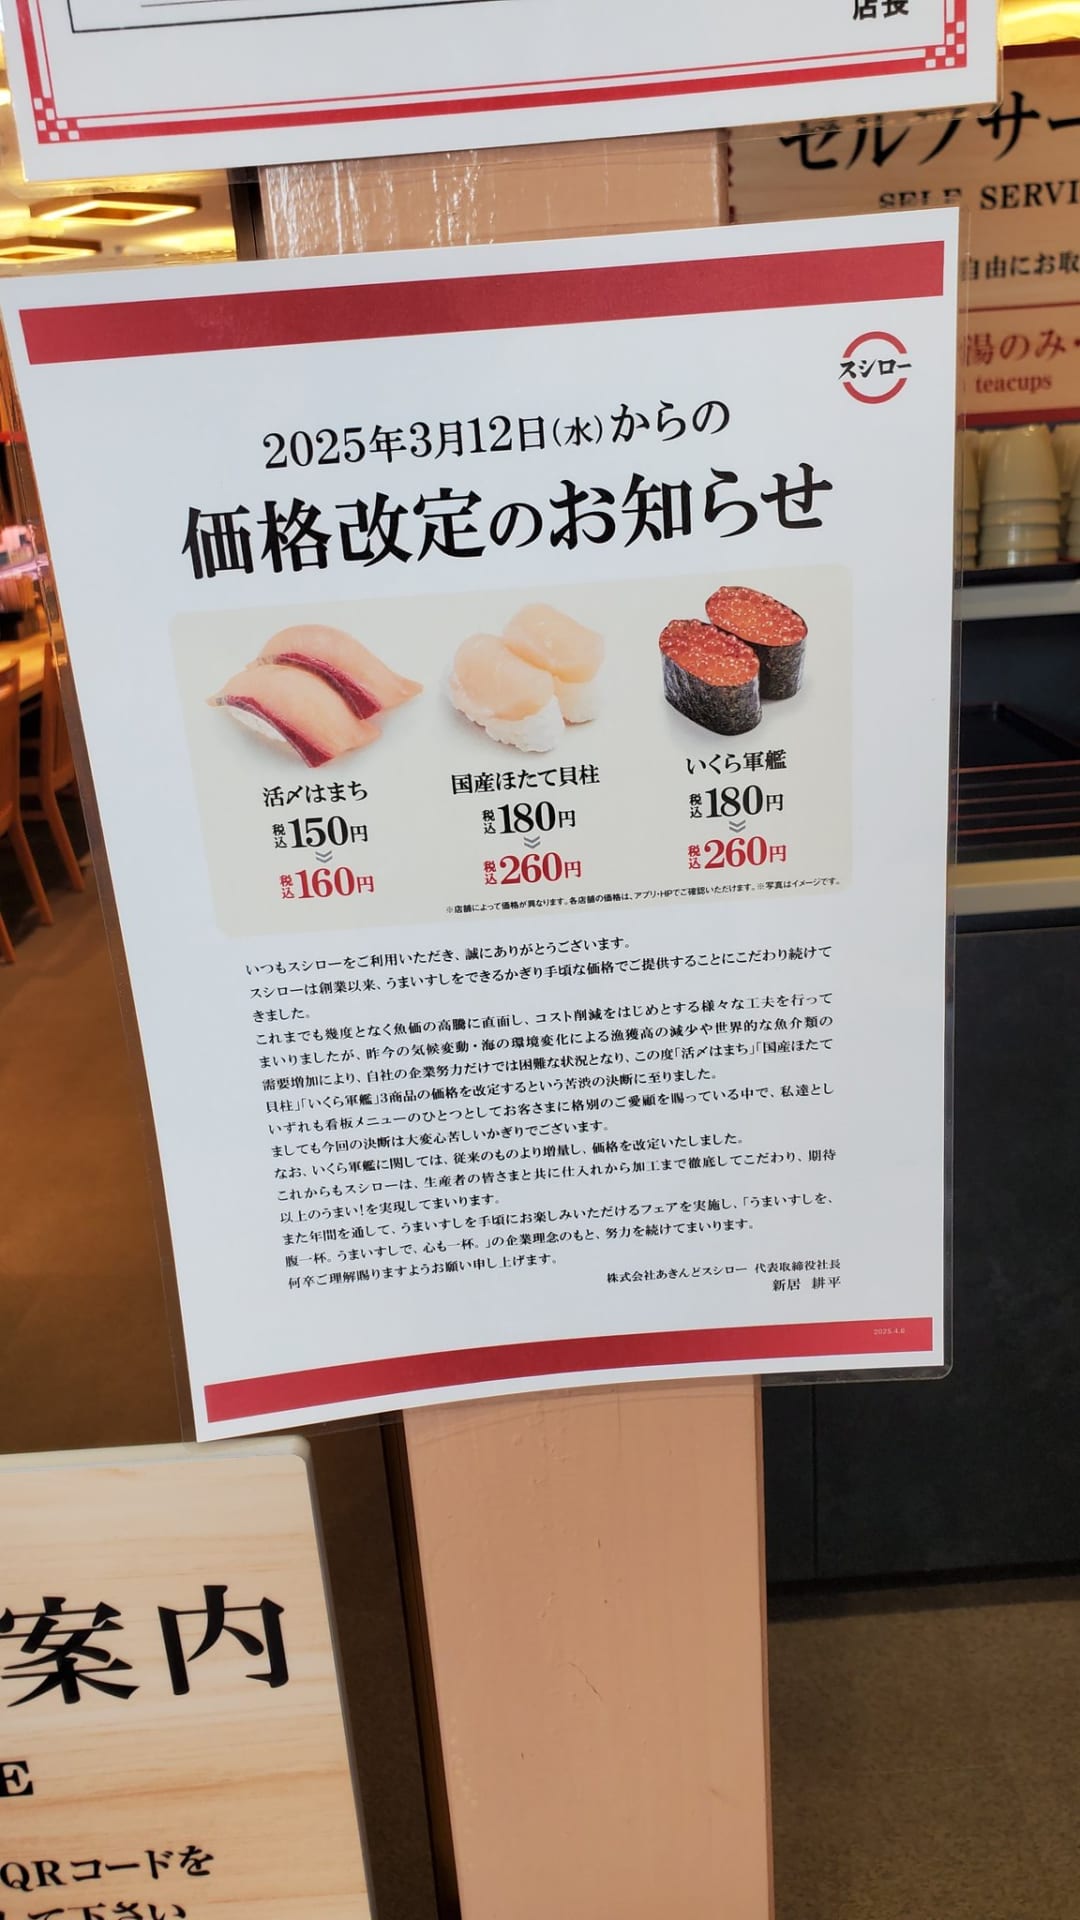 店長
セルフサー
SELF SERVI
自由にお取
湯のみ・
teacups
スシロー
2025年3月12日(水)からの
価格改定のお知らせ
活〆はまち
税込150円
税込160円
国産ほたて貝柱
税込180円
税込260円
いくら軍艦
税込180円
税込260円
※店舗によって価格が異なります。各店舗の価格は、アプリ・HPでご確認いただけます。※写真はイメージです。
いつもスシローをご利用いただき、誠にありがとうございます。
スシローは創業以来、うまいすしをできるかぎり手頃な価格でご提供することにこだわり続けて
きました。
これまでも幾度となく魚価の高騰に直面し、コスト削減をはじめとする様々な工夫を行って
まいりましたが、昨今の気候変動・海の環境変化による漁獲高の減少や世界的な魚介類の
需要増加により、自社の企業努力だけでは困難な状況となり、この度「活〆はまち」「国産ほたて
貝柱」「いくら軍艦」3商品の価格を改定するという苦渋の決断に至りました。
いずれも看板メニューのひとつとしてお客さまに格別のご愛顧を賜っている中で、私達とし
ましても今回の決断は大変心苦しいかぎりでございます。
なお、いくら軍艦に関しては、従来のものより増量し、価格を改定いたしました。
これからもスシローは、生産者の皆さまと共に仕入れから加工まで徹底してこだわり、期待
以上のうまい!を実現してまいります。
また年間を通して、うまいすしを手頃にお楽しみいただけるフェアを実施し、「うまいすしを、
腹一杯。うまいすしで、心も一杯。」の企業理念のもと、努力を続けてまいります。
何卒ご理解賜りますようお願い申し上げます。
株式会社あきんどスシロー 代表取締役社長
新居 耕平
2025.4.6
案内
E
QRコードを
して下さい